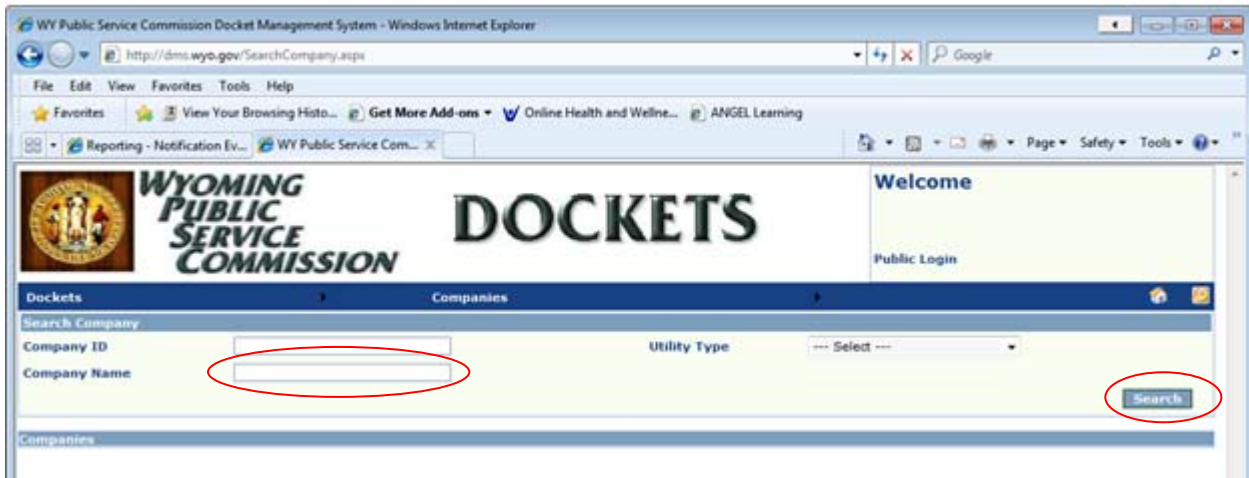 WY Public Service Commission Docket Management System - Windows Internet Explorer
http://dms.wyo.gov/SearchCompany.aspx Google
File Edit View Favorites Tools Help
Favorites View Your Browsing Histo... Get More Add-ons Online Health and Wellne... ANGEL Learning
Reporting - Notification Ev... WY Public Service Com... Page Safety Tools
WYOMING
PUBLIC
SERVICE
COMMISSION
DOCKETS
Welcome
Public Login
Dockets Companies
Search Company
Company ID Utility Type --- Select ---
Company Name
Search
Companies